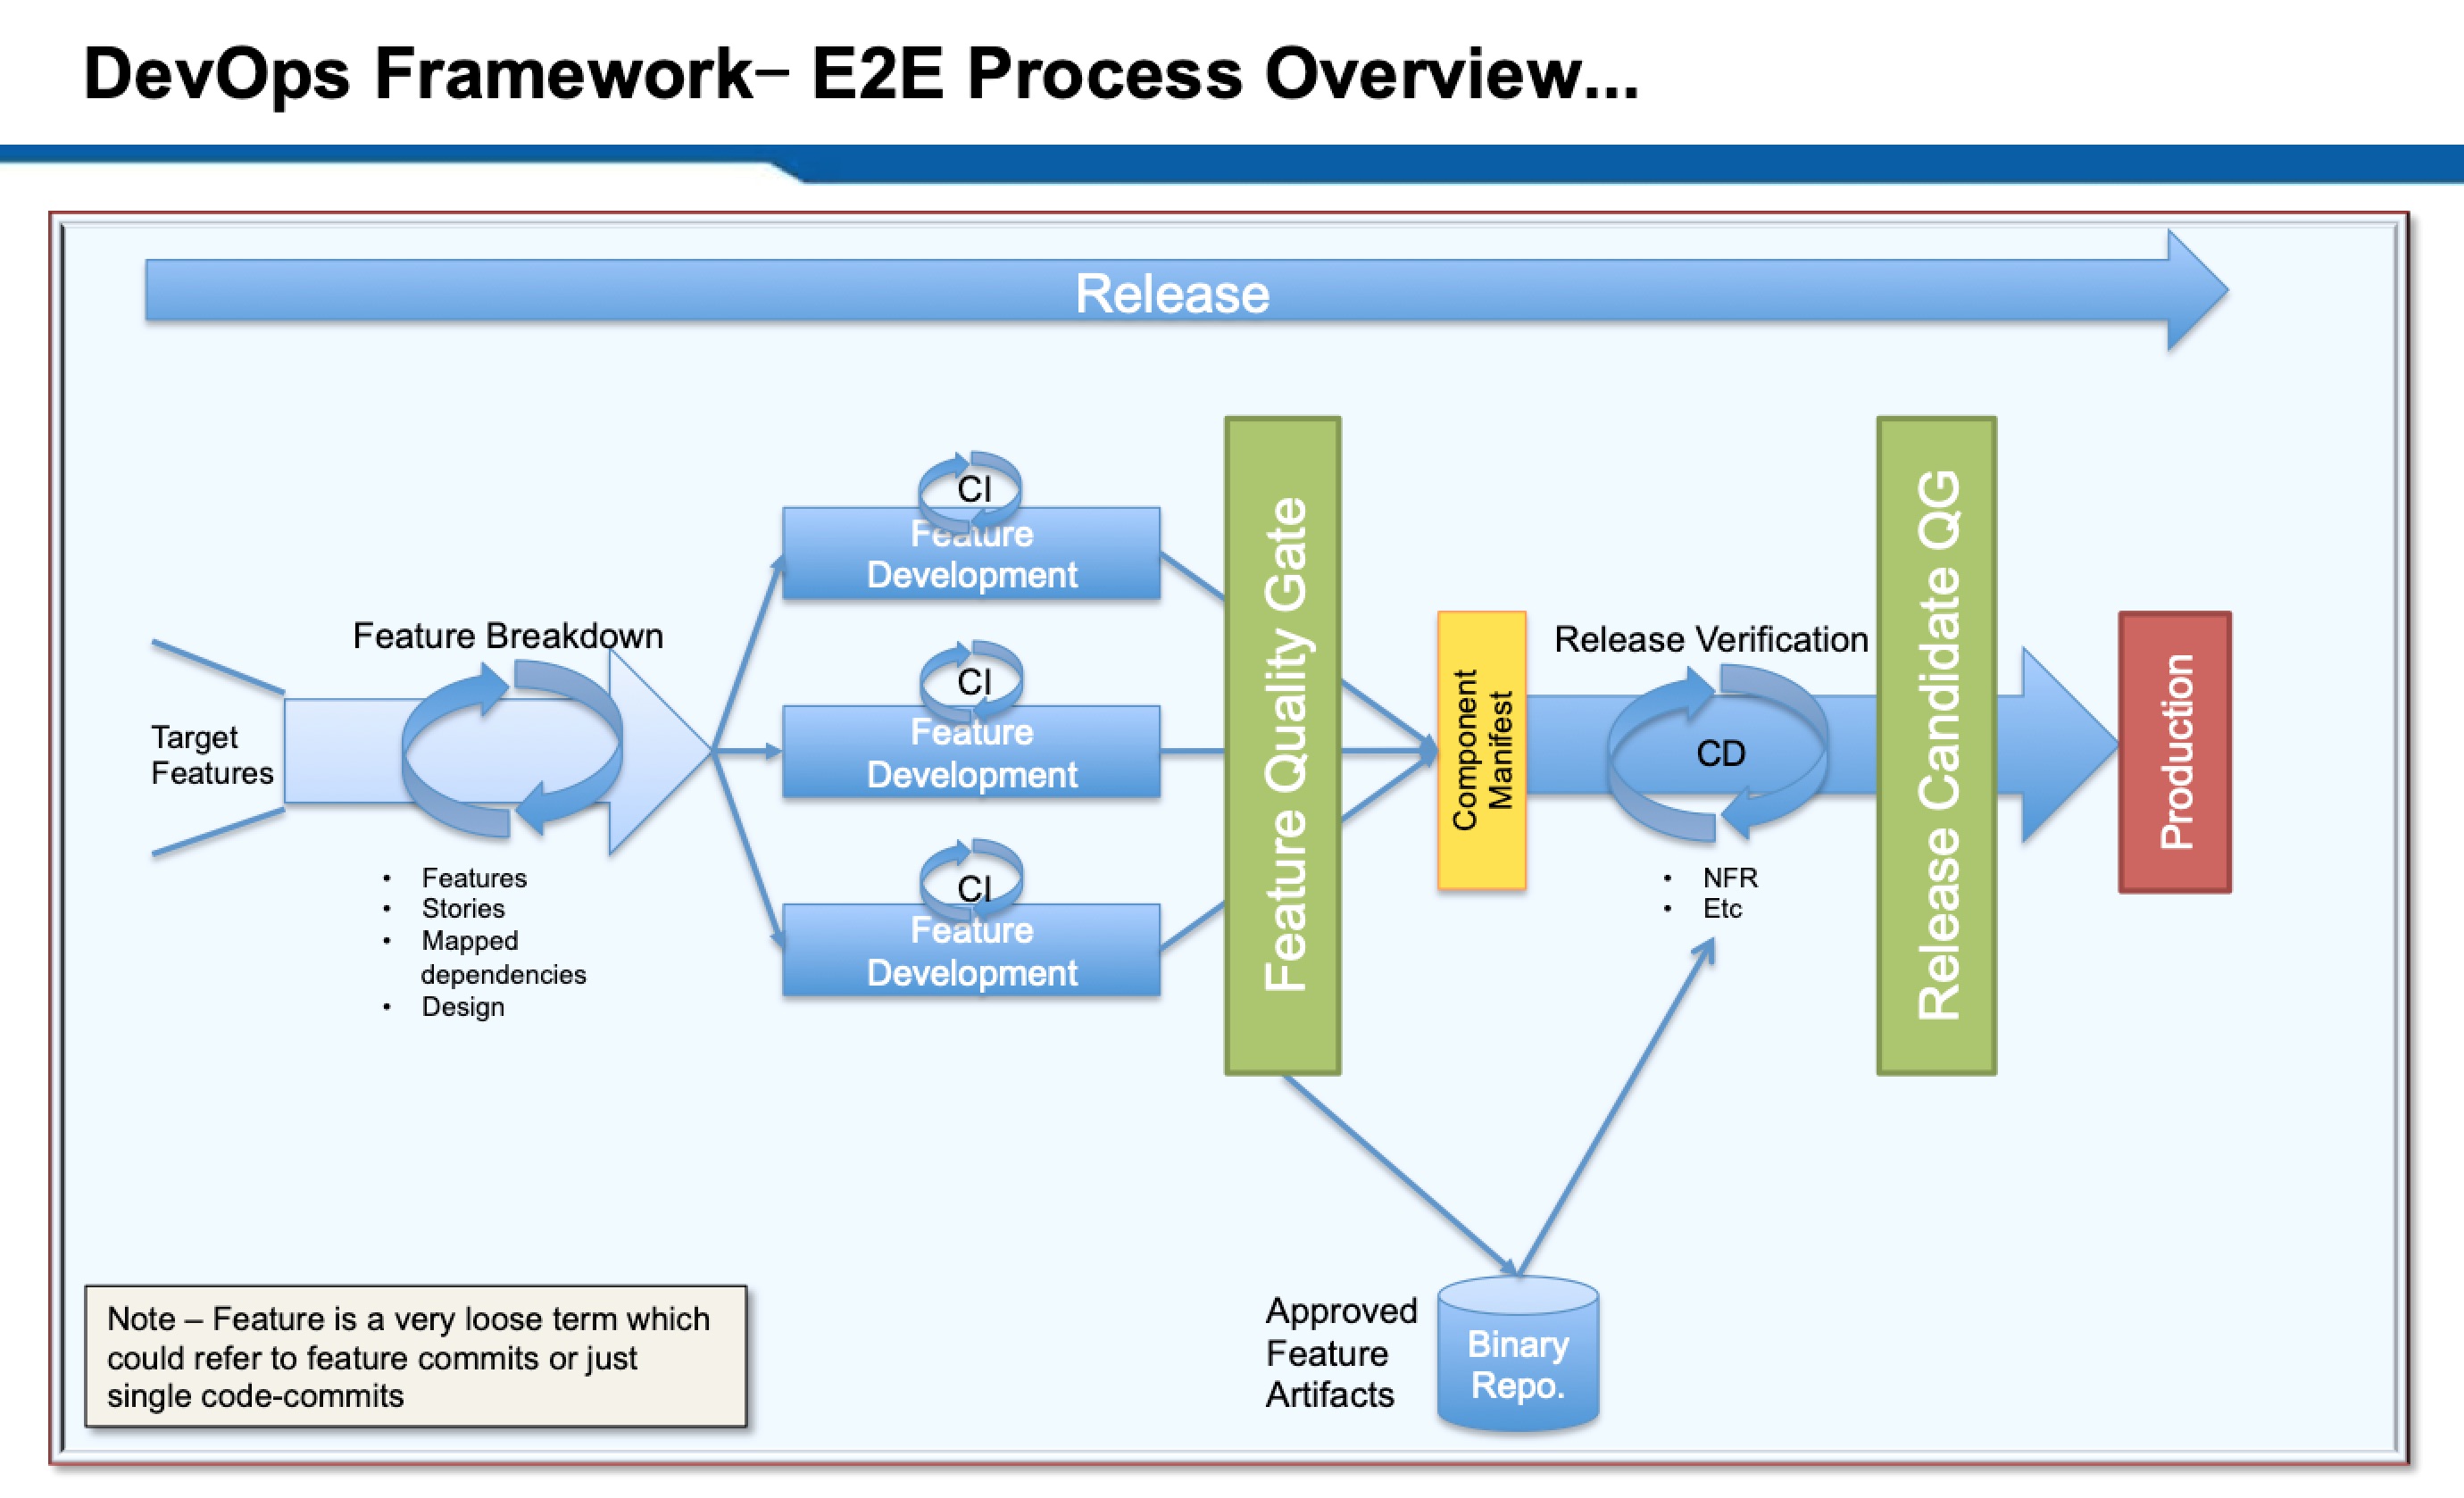 DevOps Framework– E2E Process Overview...
Release
Target
Features
Feature Breakdown
• Features
• Stories
• Mapped
dependencies
• Design
CI
Feature
Development
CI
Feature
Development
CI
Feature
Development
Feature Quality Gate
Component
Manifest
Release Verification
CD
• NFR
• Etc
Release Candidate QG
Production
Approved
Feature
Artifacts
Binary
Repo.
Note – Feature is a very loose term which
could refer to feature commits or just
single code-commits